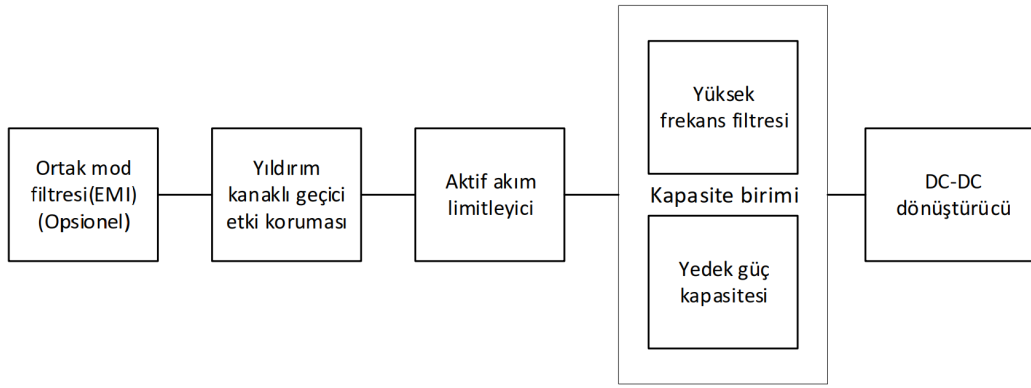 Ortak mod
filtresi(EMI)
(Opsionel)
Yıldırım
kanaklı geçici
etki koruması
Aktif akım
limitleyici
Yüksek
frekans filtresi
Kapasite birimi
Yedek güç
kapasitesi
DC-DC
dönüştürücü